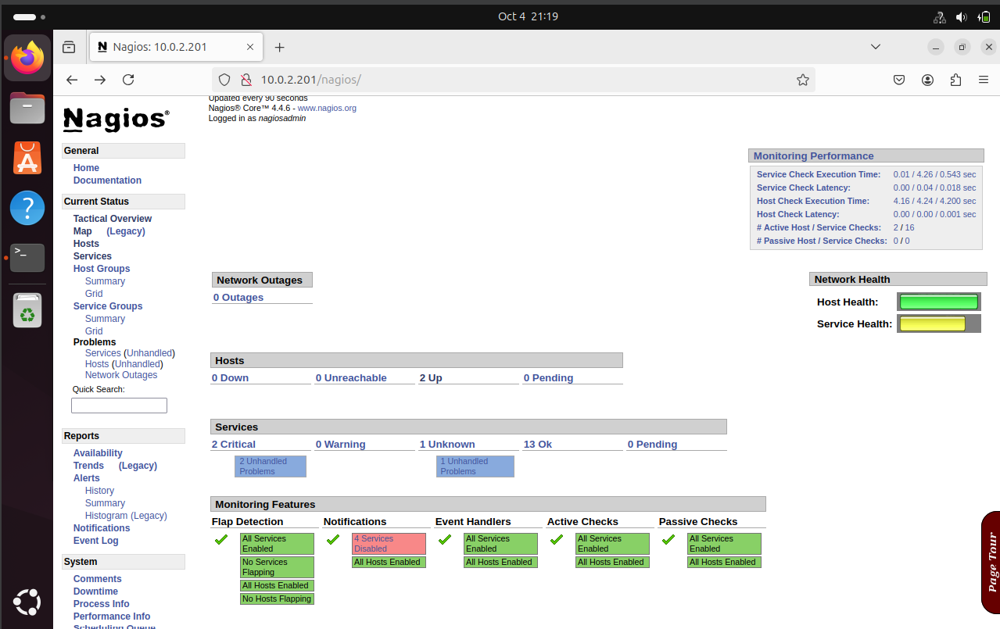 Oct 4 21:19
Nagios: 10.0.2.201
10.0.2.201/nagios/
Nagios®
General
Home
Documentation
Current Status
Tactical Overview
Map (Legacy)
Hosts
Services
Host Groups
Summary
Grid
Service Groups
Summary
Grid
Problems
Services (Unhandled)
Hosts (Unhandled)
Network Outages
Quick Search:
Reports
Availability
Trends (Legacy)
Alerts
History
Summary
Histogram (Legacy)
Notifications
Event Log
System
Comments
Downtime
Process Info
Performance Info
Scheduling Queue
Updated every 90 seconds
Nagios® Core™ 4.4.6 - www.nagios.org
Logged in as nagiosadmin
Monitoring Performance
Service Check Execution Time: 0.01 / 4.26 / 0.543 sec
Service Check Latency: 0.00 / 0.04 / 0.018 sec
Host Check Execution Time: 4.16 / 4.24 / 4.200 sec
Host Check Latency: 0.00 / 0.00 / 0.001 sec
# Active Host / Service Checks: 2 / 16
# Passive Host / Service Checks: 0 / 0
Network Outages
0 Outages
Network Health
Host Health:
Service Health:
Hosts
0 Down 0 Unreachable 2 Up 0 Pending
Services
2 Critical 0 Warning 1 Unknown 13 Ok 0 Pending
2 Unhandled
Problems
1 Unhandled
Problems
Monitoring Features
Flap Detection Notifications Event Handlers Active Checks Passive Checks
All Services
Enabled
No Services
Flapping
All Hosts Enabled
No Hosts Flapping
4 Services
Disabled
All Hosts Enabled
All Services
Enabled
All Hosts Enabled
All Services
Enabled
All Hosts Enabled
All Services
Enabled
All Hosts Enabled
Page Tour